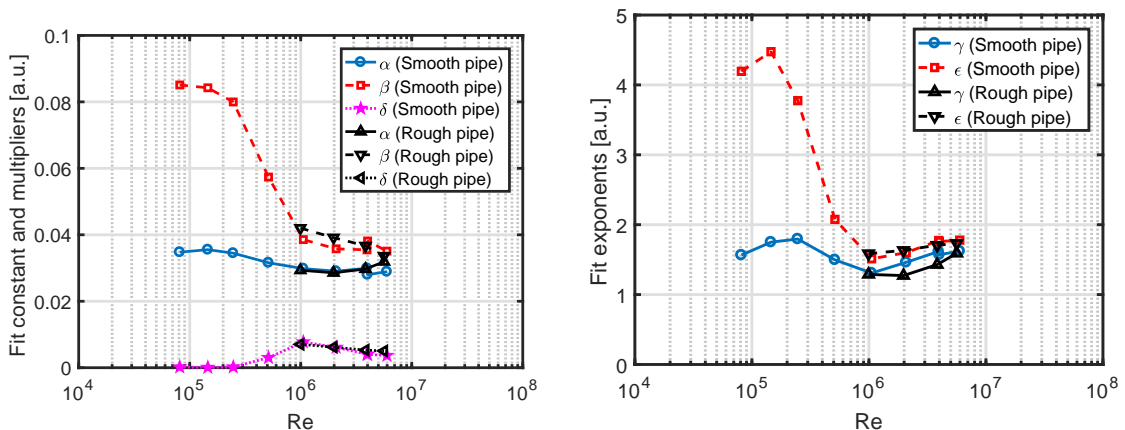 Fit constant and multipliers [a.u.]
0.1
0.08
0.06
0.04
0.02
0
10^4
10^5
10^6
10^7
10^8
Re
α (Smooth pipe)
β (Smooth pipe)
δ (Smooth pipe)
α (Rough pipe)
β (Rough pipe)
δ (Rough pipe)
Fit exponents [a.u.]
5
4
3
2
1
0
10^4
10^5
10^6
10^7
10^8
Re
γ (Smooth pipe)
ϵ (Smooth pipe)
γ (Rough pipe)
ϵ (Rough pipe)